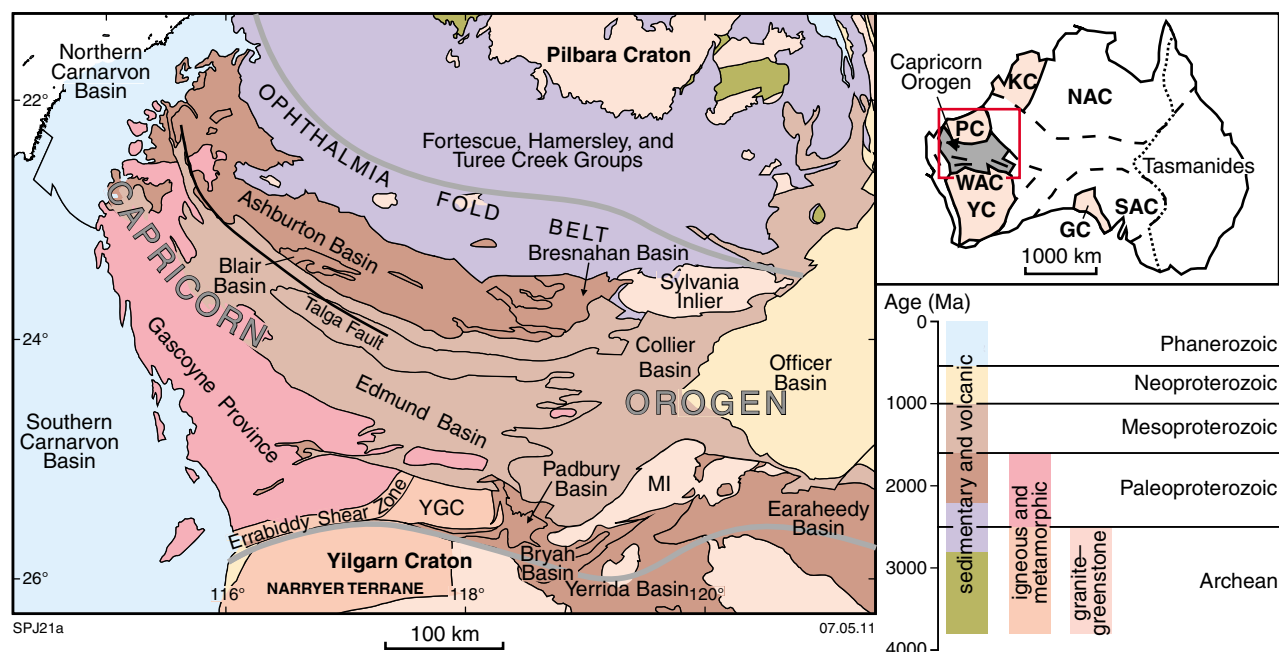 Northern
Carnarvon
Basin
Pilbara Craton
22°
OPHTHALMIA
FOLD
BELT
Fortescue, Hamersley, and
Turee Creek Groups
CAPRICORN
Ashburton Basin
Bresnahan Basin
Blair
Basin
Sylvania
Inlier
Talga Fault
24°
Collier
Basin
Officer
Basin
Gascoyne Province
Edmund Basin
OROGEN
Southern
Carnarvon
Basin
Padbury
Basin
MI
Errabiddy Shear Zone
YGC
Earaheedy
Basin
Yilgarn Craton
Bryah
Basin
26°
NARRYER TERRANE
Yerrida Basin
116°
118°
120°
SPJ21a
100 km
07.05.11
Capricorn
Orogen
KC
NAC
PC
WAC
YC
Tasmanides
SAC
GC
1000 km
Age (Ma)
0
1000
2000
3000
4000
sedimentary and volcanic
igneous and
metamorphic
granite–
greenstone
Phanerozoic
Neoproterozoic
Mesoproterozoic
Paleoproterozoic
Archean